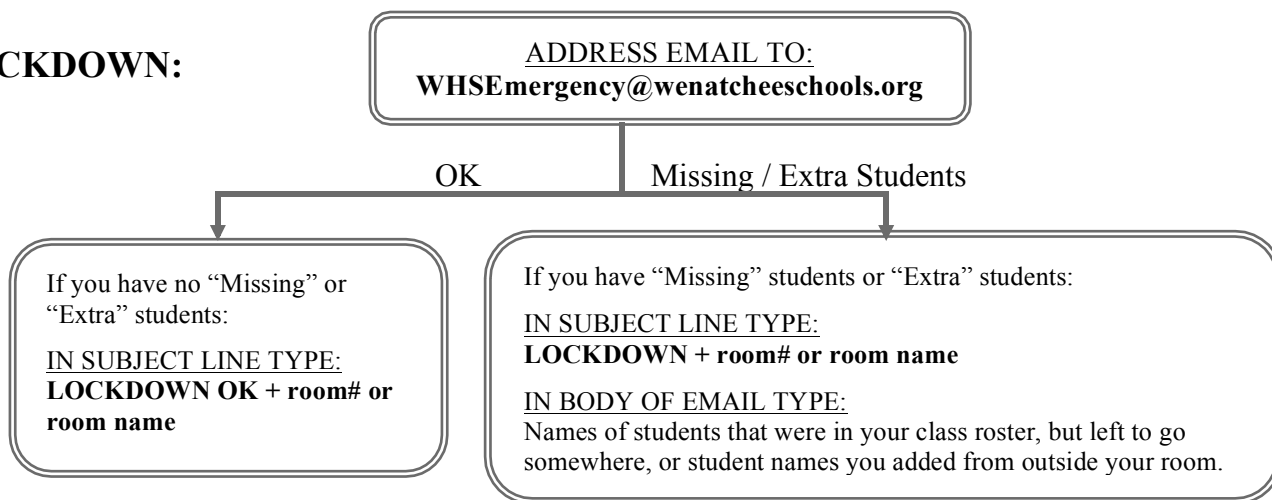 CKDOWN:
ADDRESS EMAIL TO:
WHSEmergency@wenatcheeschools.org
OK
Missing / Extra Students
If you have no “Missing” or
“Extra” students:
IN SUBJECT LINE TYPE:
LOCKDOWN OK + room# or
room name
If you have “Missing” students or “Extra” students:
IN SUBJECT LINE TYPE:
LOCKDOWN + room# or room name
IN BODY OF EMAIL TYPE:
Names of students that were in your class roster, but left to go
somewhere, or student names you added from outside your room.